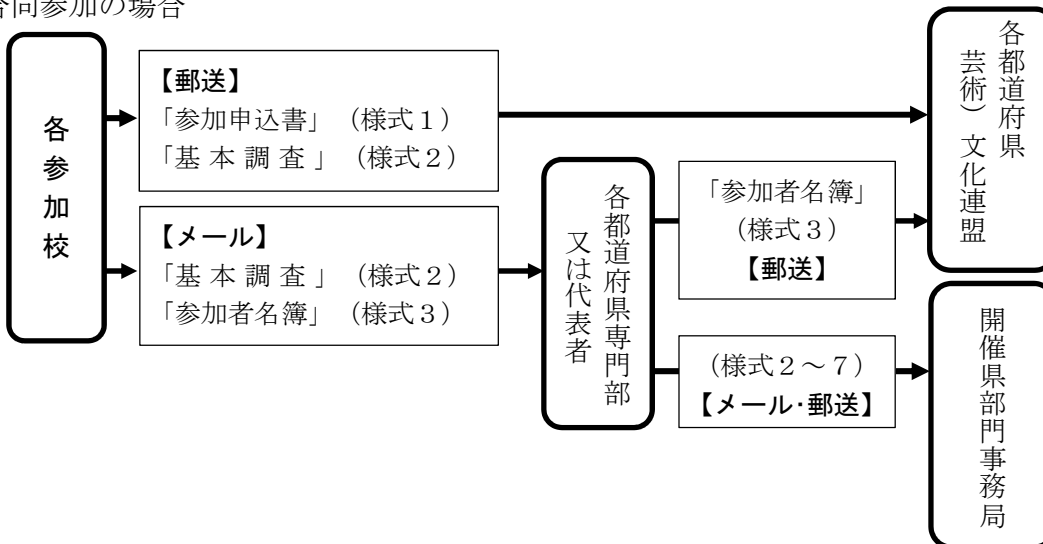 合同参加の場合
各参加校
【郵送】
「参加申込書」（様式１）
「基 本 調 査 」（様式２）
【メール】
「基 本 調 査 」（様式２）
「参加者名簿」（様式３）
各都道府県専門部
又は代表者
「参加者名簿」
（様式３）
【郵送】
（様式２～７）
【メール･郵送】
各都道府県
芸術）文化連盟
開催県部門事務局